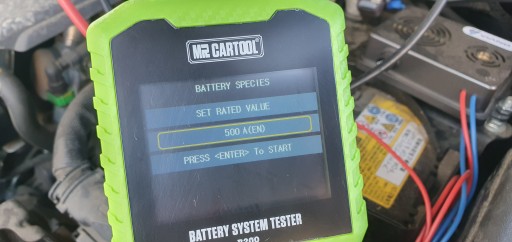 MR CARTOOL
BATTERY SPECIES
SET RATED VALUE
500 A(EN)
PRESS <ENTER> To START
BATTERY SYSTEM TESTER